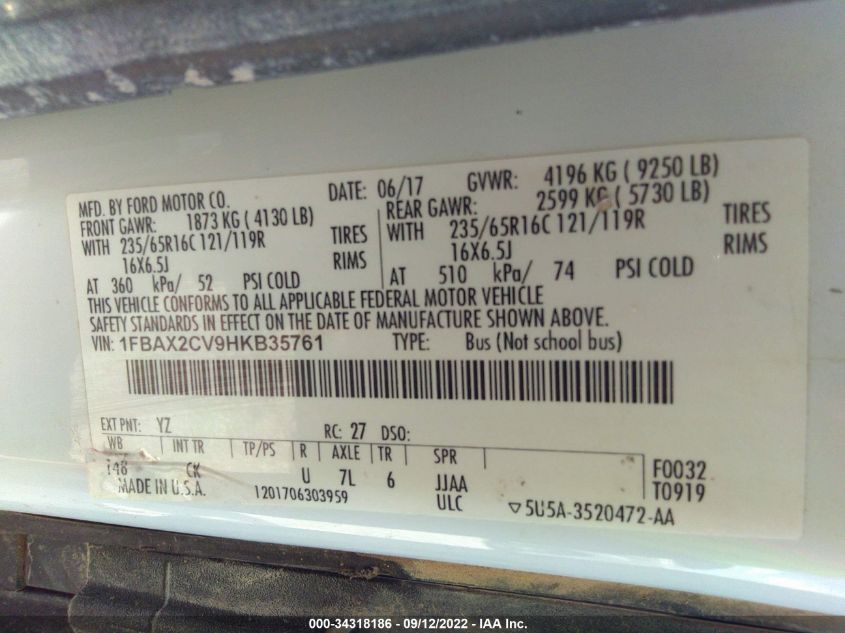 MFD. BY FORD MOTOR CO. DATE: 06/17 GVWR: 4196 KG ( 9250 LB)
FRONT GAWR: 1873 KG ( 4130 LB) REAR GAWR: 2599 KG ( 5730 LB)
WITH 235/65R16C 121/119R TIRES WITH 235/65R16C 121/119R TIRES
16X6.5J RIMS 16X6.5J RIMS
AT 360 kPa/ 52 PSI COLD AT 510 kPa/ 74 PSI COLD
THIS VEHICLE CONFORMS TO ALL APPLICABLE FEDERAL MOTOR VEHICLE
SAFETY STANDARDS IN EFFECT ON THE DATE OF MANUFACTURE SHOWN ABOVE.
VIN: 1FBAX2CV9HKB35761 TYPE: Bus (Not school bus)
EXT PNT: YZ RC: 27 DSO:
WB INT TR TP/PS R AXLE TR SPR
148 CK U 7L 6 JJAA F0032
MADE IN U.S.A. 1201706303959 ULC T0919
▽5U5A-3520472-AA
000-34318186 - 09/12/2022 - IAA Inc.